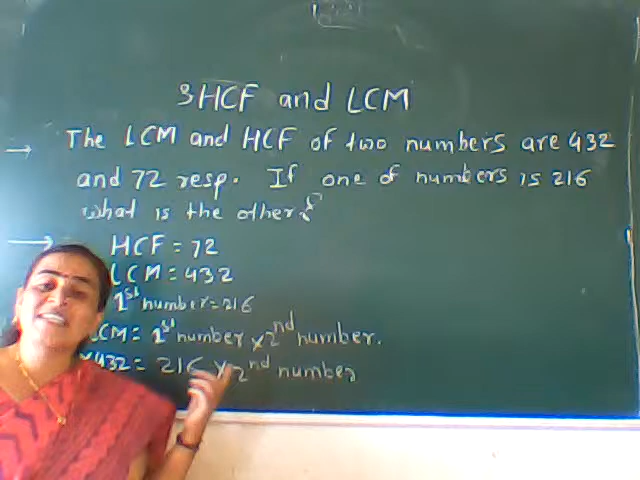 3 HCF and LCM
→ The LCM and HCF of two numbers are 432
and 72 resp. If one of numbers is 216
what is the other?
→ HCF = 72
LCM = 432
1st number = 216
LCM = 1st number × 2nd number.
×432 = 216 × 2nd number